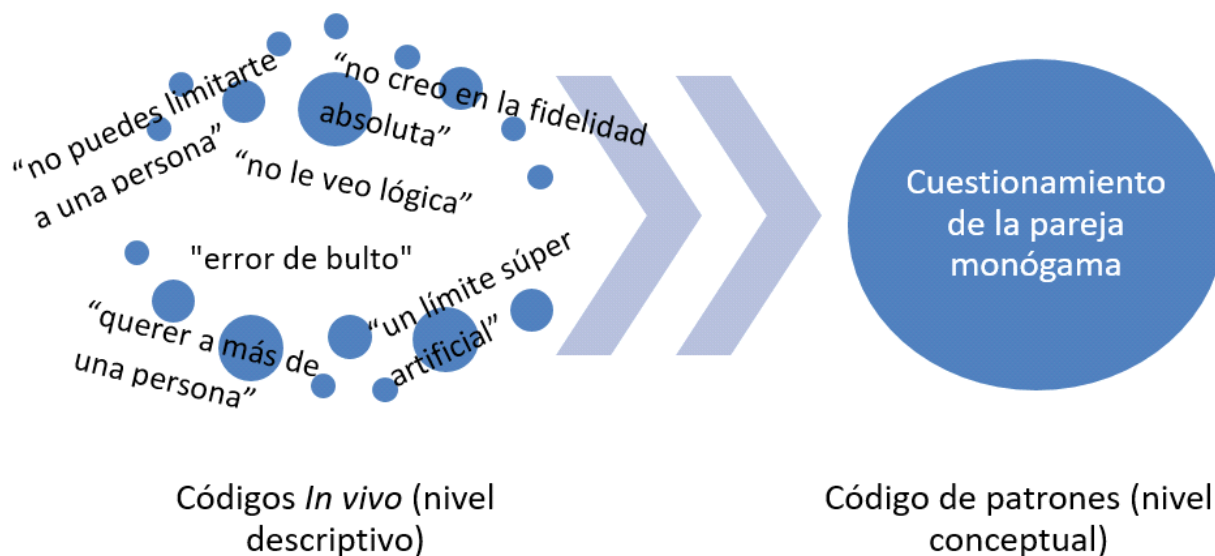 “no puedes limitarte
a una persona”
“no creo en la fidelidad
absoluta”
“no le veo lógica”
"error de bulto"
“querer a más de
una persona”
“un límite súper
artificial”
Cuestionamiento
de la pareja
monógama
Códigos In vivo (nivel
descriptivo)
Código de patrones (nivel
conceptual)